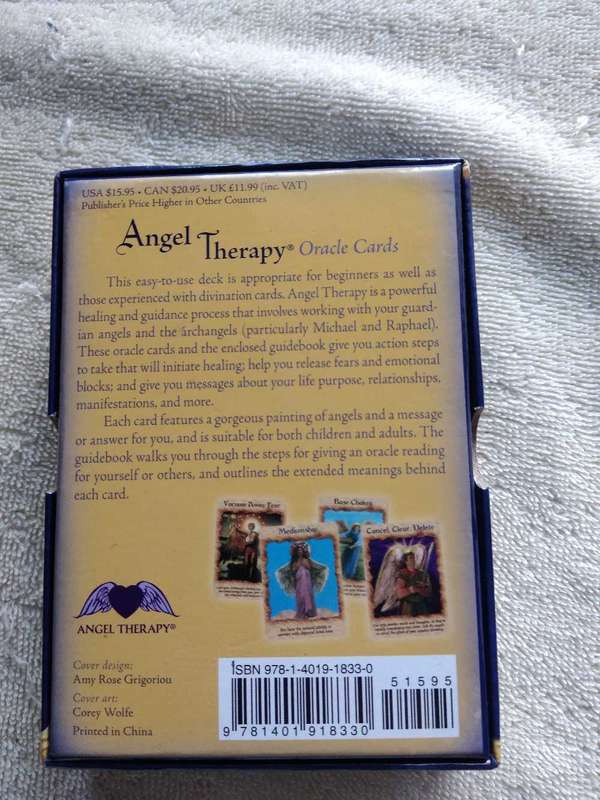 USA $15.95 • CAN $20.95 • UK £11.99 (inc. VAT)
Publisher's Price Higher in Other Countries
Angel Therapy® Oracle Cards
This easy-to-use deck is appropriate for beginners as well as
those experienced with divination cards. Angel Therapy is a powerful
healing and guidance process that involves working with your guard-
ian angels and the archangels (particularly Michael and Raphael).
These oracle cards and the enclosed guidebook give you action steps
to take that will initiate healing; help you release fears and emotional
blocks; and give you messages about your life purpose, relationships,
manifestations, and more.
Each card features a gorgeous painting of angels and a message
or answer for you, and is suitable for both children and adults. The
guidebook walks you through the steps for giving an oracle reading
for yourself or others, and outlines the extended meanings behind
each card.
Vacuum Away Fear
Base Chakra
Mediumship
Cancel, Clear, Delete
ANGEL THERAPY®
Cover design:
Amy Rose Grigoriou
Cover art:
Corey Wolfe
Printed in China
ISBN 978-1-4019-1833-0
51595
9 781401 918330